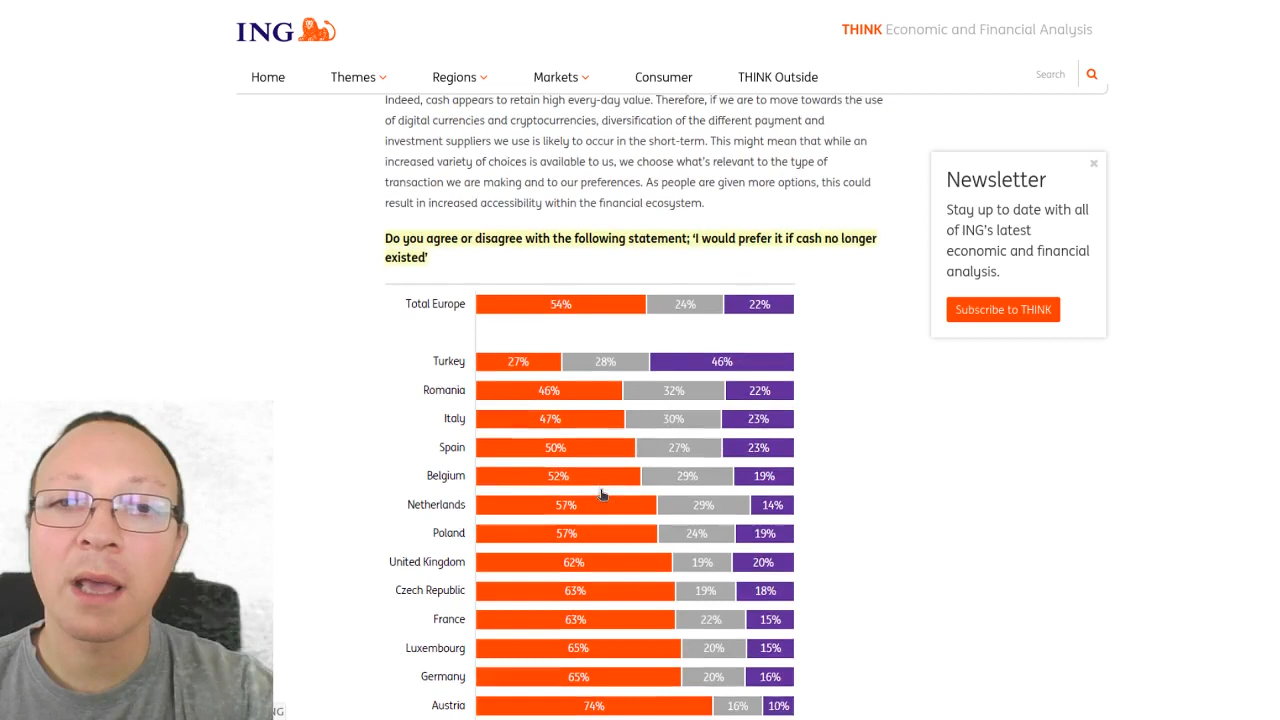 ING
THINK Economic and Financial Analysis
Home Themes Regions Markets Consumer THINK Outside
Search
Indeed, cash appears to retain high every-day value. Therefore, if we are to move towards the use
of digital currencies and cryptocurrencies, diversification of the different payment and
investment suppliers we use is likely to occur in the short-term. This might mean that while an
increased variety of choices is available to us, we choose what's relevant to the type of
transaction we are making and to our preferences. As people are given more options, this could
result in increased accessibility within the financial ecosystem.
Do you agree or disagree with the following statement; ‘I would prefer it if cash no longer
existed’
Total Europe 54% 24% 22%
Turkey 27% 28% 46%
Romania 46% 32% 22%
Italy 47% 30% 23%
Spain 50% 27% 23%
Belgium 52% 29% 19%
Netherlands 57% 29% 14%
Poland 57% 24% 19%
United Kingdom 62% 19% 20%
Czech Republic 63% 19% 18%
France 63% 22% 15%
Luxembourg 65% 20% 15%
Germany 65% 20% 16%
Austria 74% 16% 10%
Newsletter
Stay up to date with all
of ING's latest
economic and financial
analysis.
Subscribe to THINK